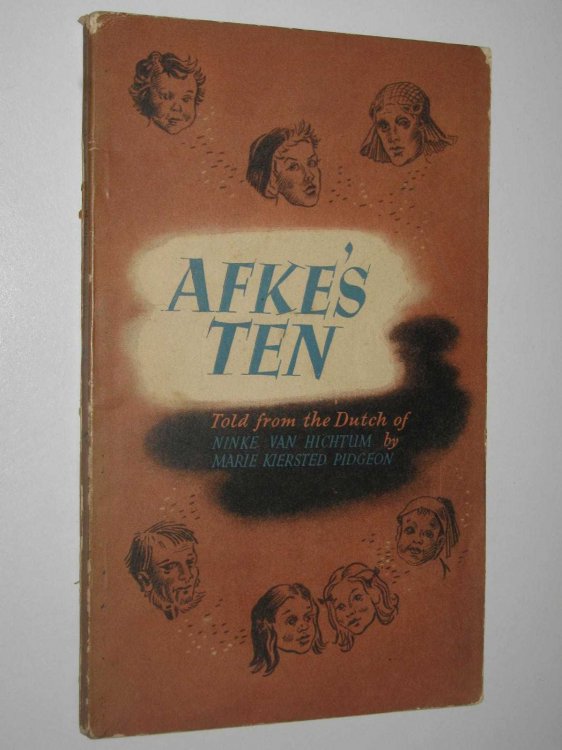 AFKE'S
TEN
Told from the Dutch of
NINKE VAN HICHTUM by
MARIE KIERSTED PIDGEON